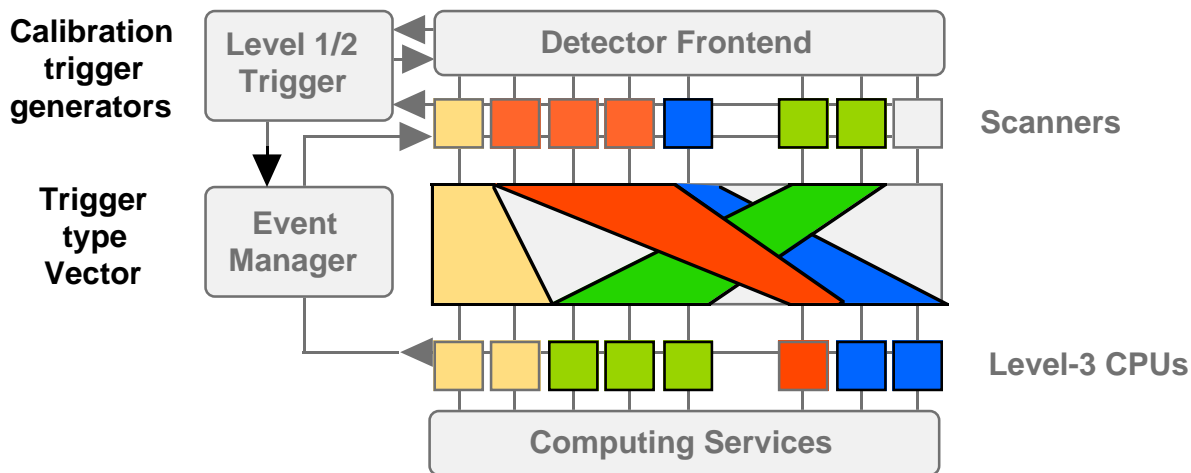 Calibration
trigger
generators
Level 1/2
Trigger
Detector Frontend
Scanners
Trigger
type
Vector
Event
Manager
Level-3 CPUs
Computing Services